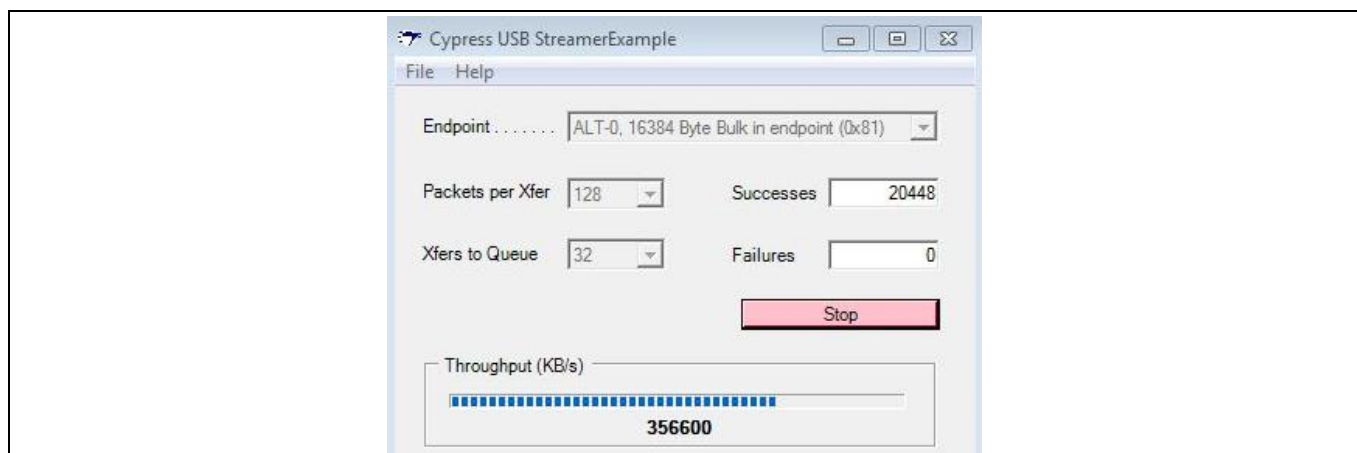 Cypress USB StreamerExample
File Help
Endpoint . . . . . . . ALT-0, 16384 Byte Bulk in endpoint (0x81)
Packets per Xfer 128 Successes 20448
Xfers to Queue 32 Failures 0
Stop
Throughput (KB/s)
356600